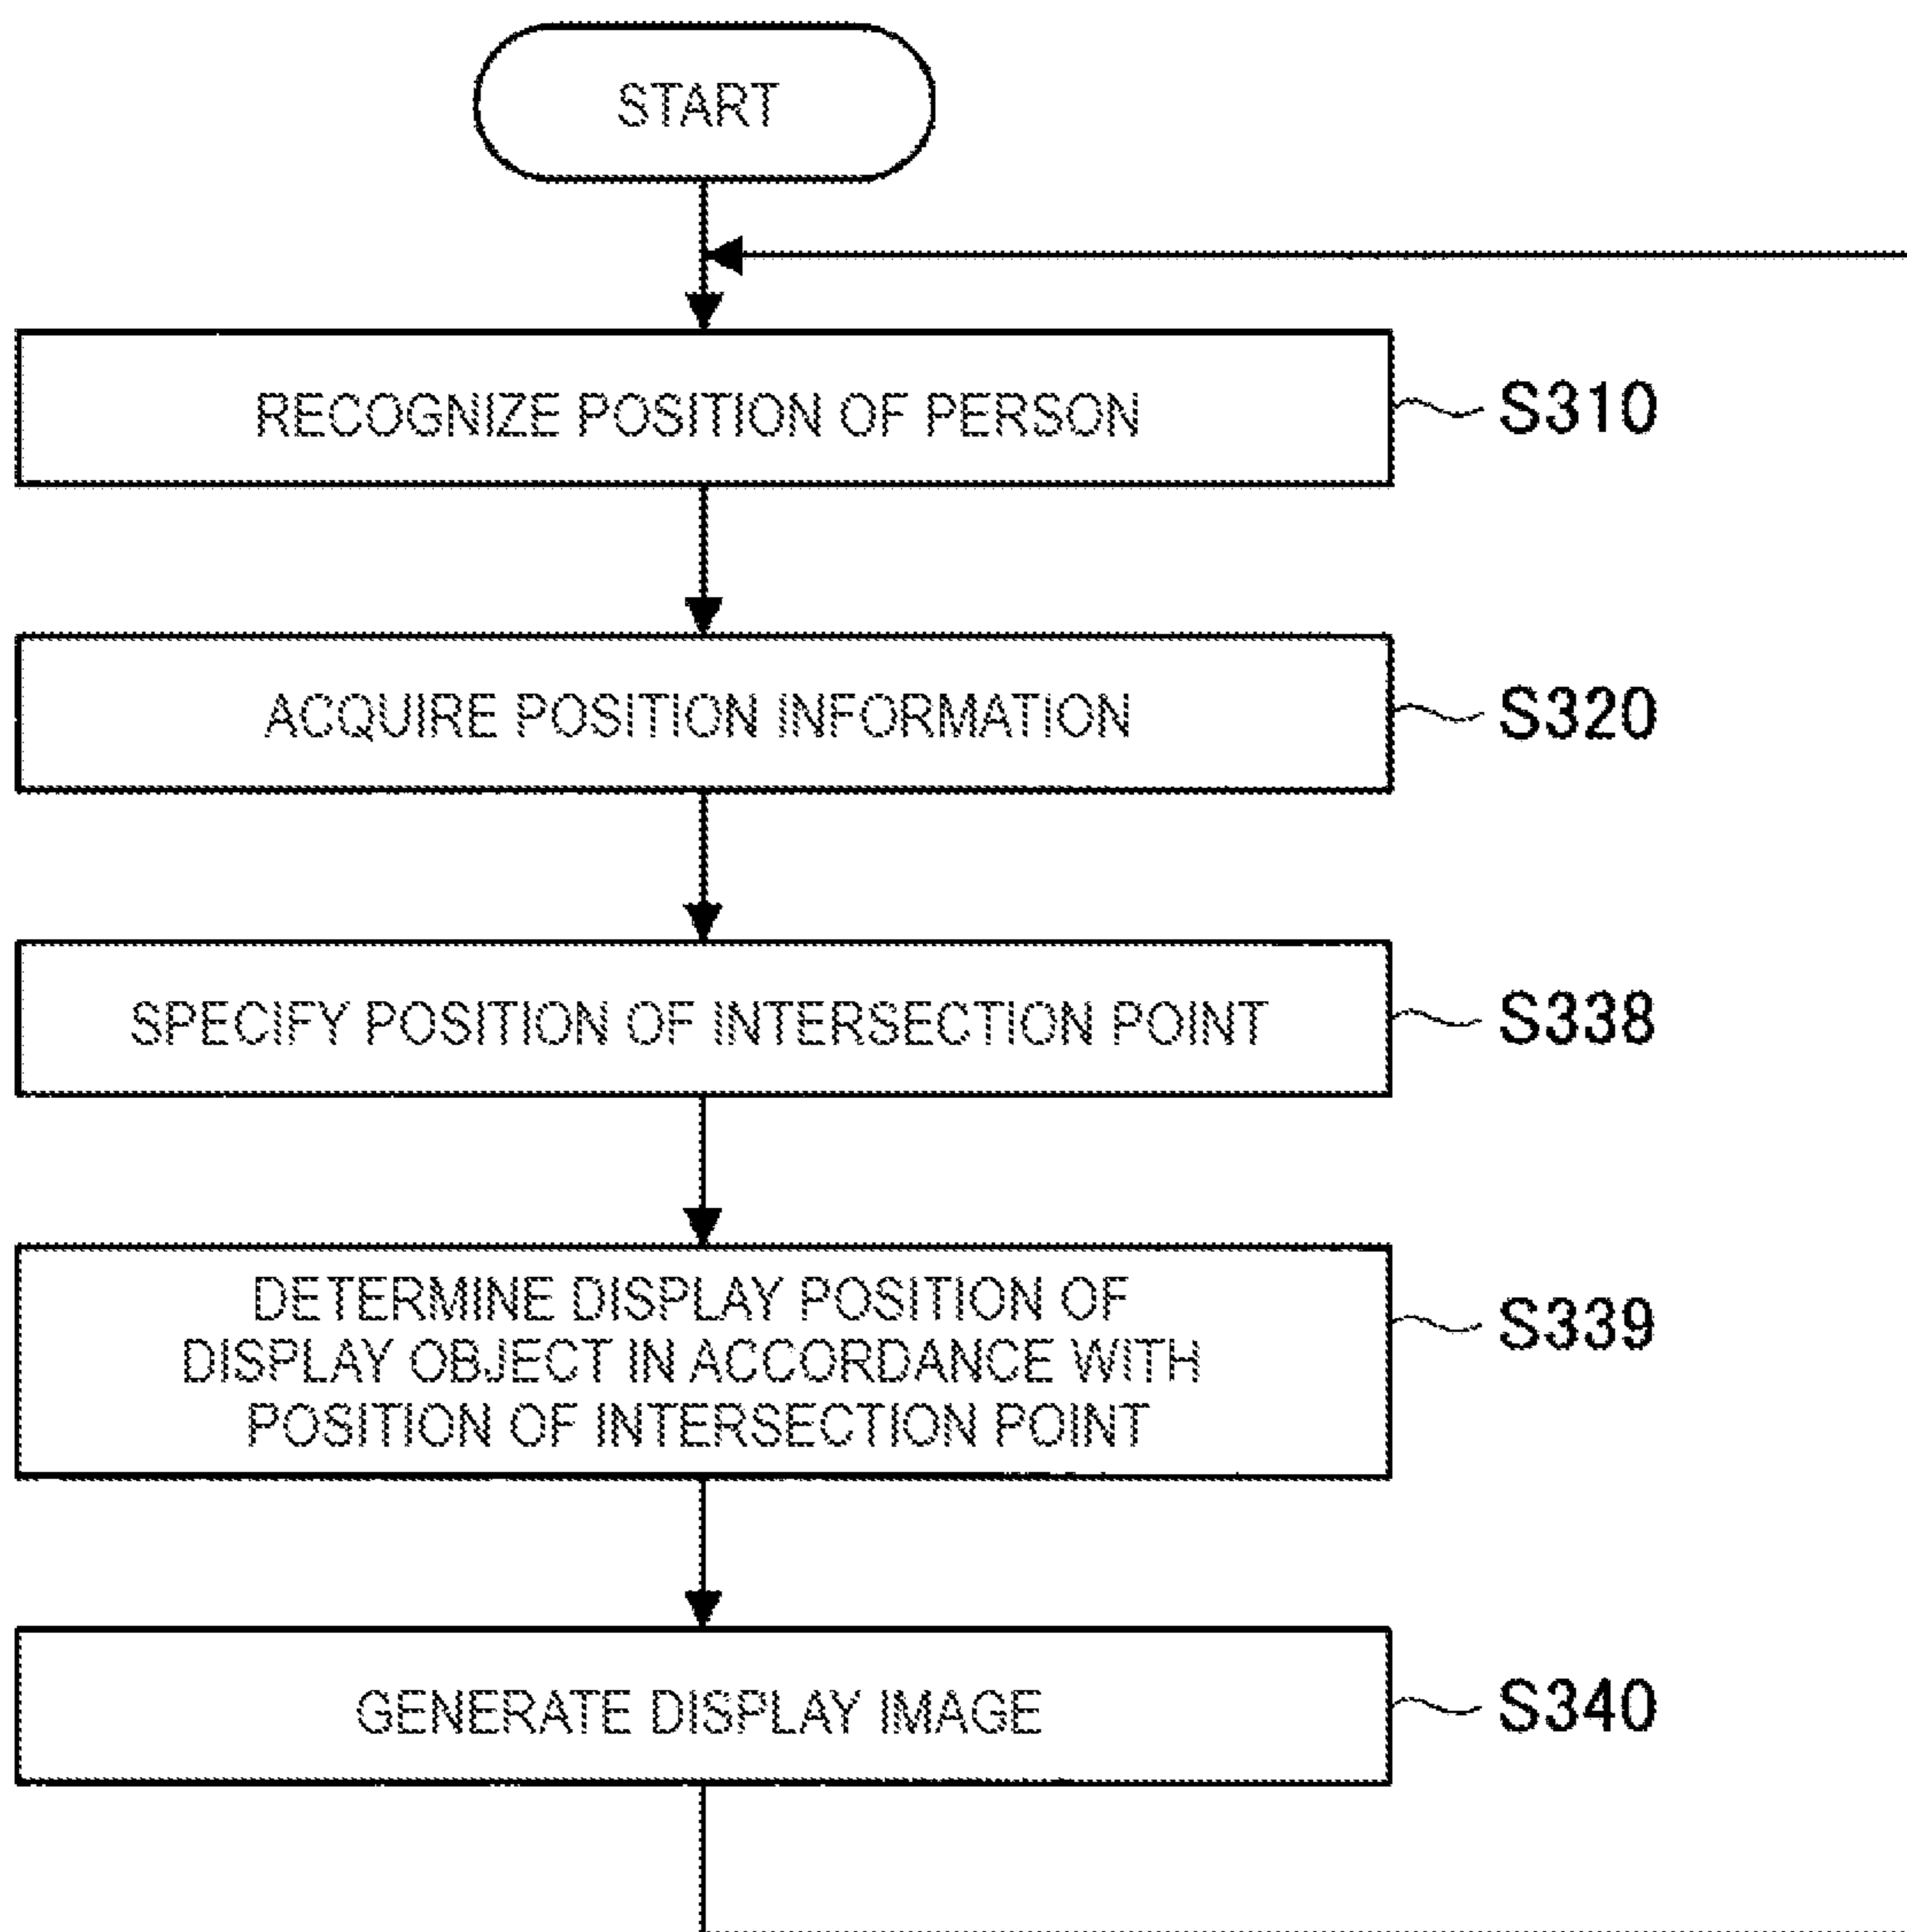 START
RECOGNIZE POSITION OF PERSON
S310
ACQUIRE POSITION INFORMATION
S320
SPECIFY POSITION OF INTERSECTION POINT
S338
DETERMINE DISPLAY POSITION OF
DISPLAY OBJECT IN ACCORDANCE WITH
POSITION OF INTERSECTION POINT
S339
GENERATE DISPLAY IMAGE
S340